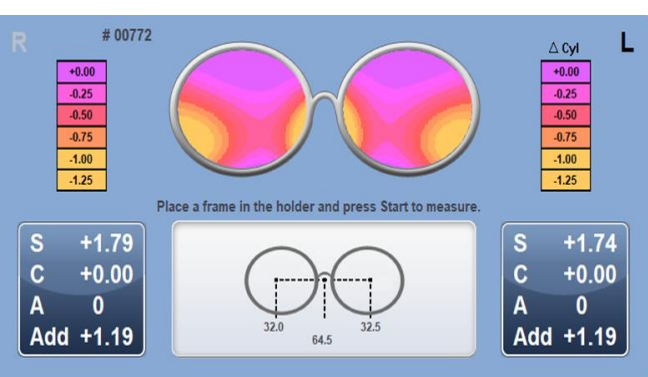 R
# 00772
Δ Cyl
L
+0.00
-0.25
-0.50
-0.75
-1.00
-1.25
+0.00
-0.25
-0.50
-0.75
-1.00
-1.25
Place a frame in the holder and press Start to measure.
S +1.79
C +0.00
A 0
Add +1.19
32.0
64.5
32.5
S +1.74
C +0.00
A 0
Add +1.19